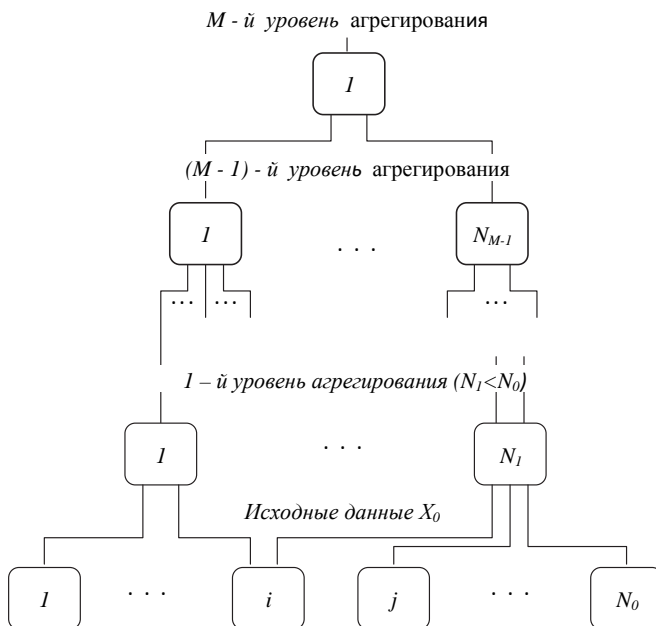 M - й уровень агрегирования
1
(M - 1) - й уровень агрегирования
1 . . . N_{M-1}
... ... ...
1 – й уровень агрегирования (N_1<N_0)
1 . . . N_1
Исходные данные X_0
1 . . . i j . . . N_0